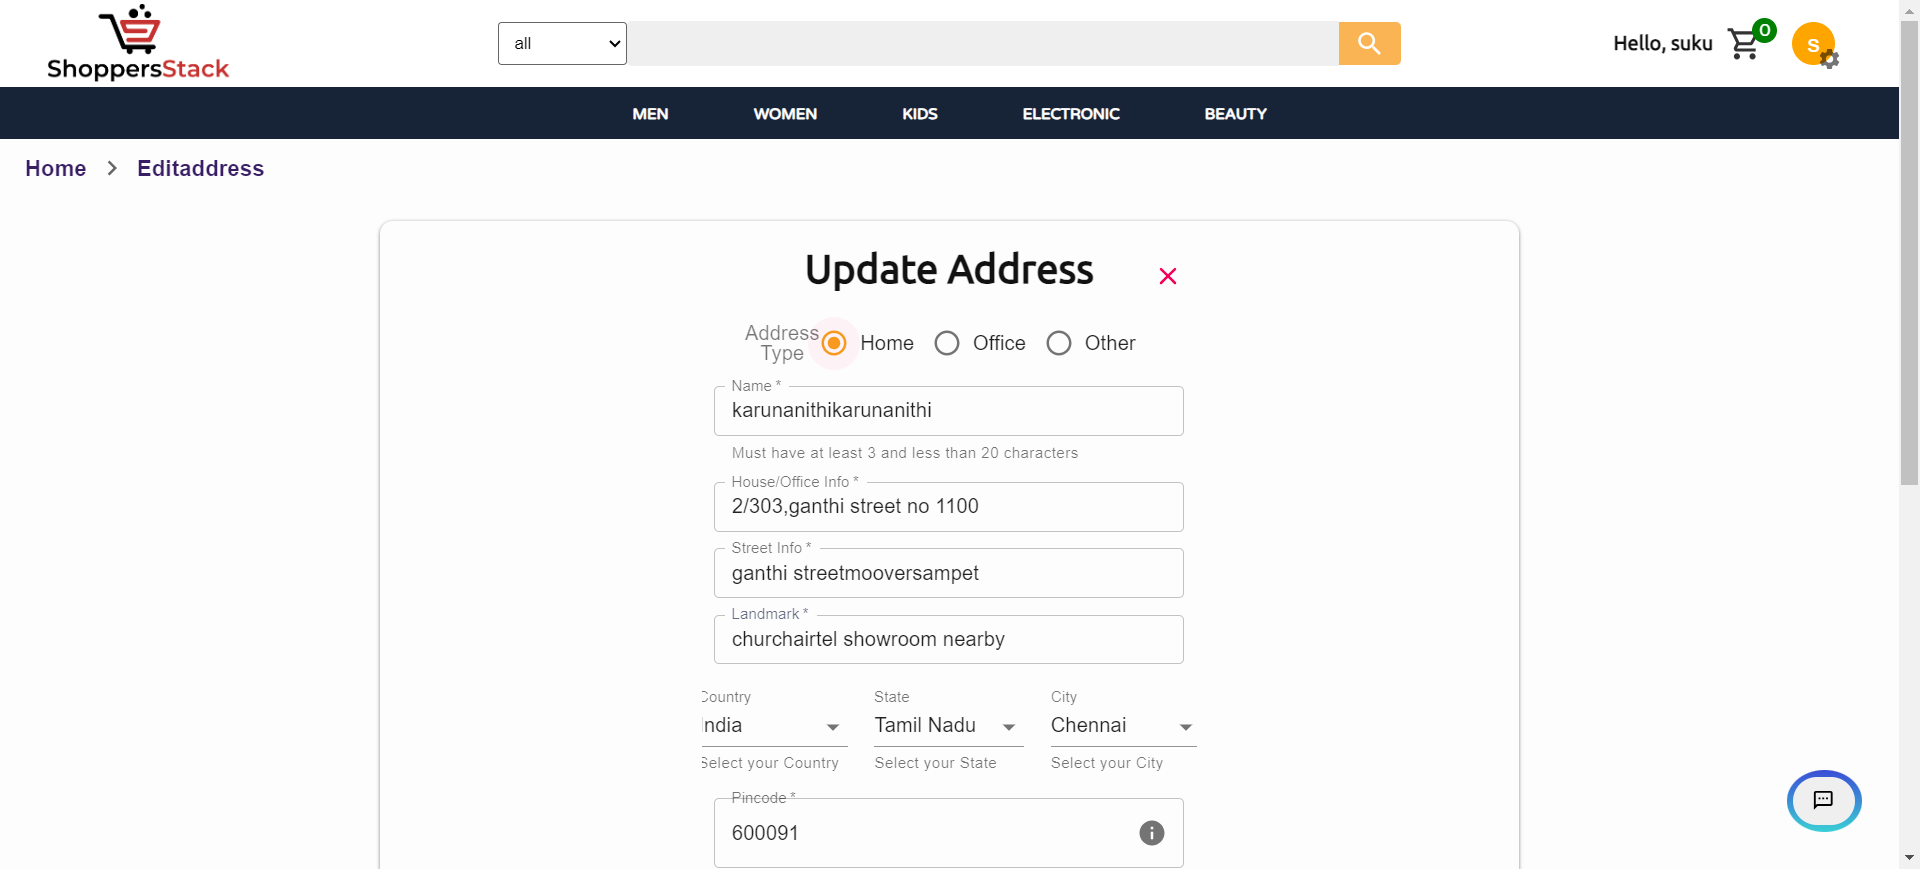 all
Hello, suku
0
S
ShoppersStack
MEN WOMEN KIDS ELECTRONIC BEAUTY
Home > Editaddress
Update Address
Address Type
Home Office Other
Name *
karunanithikarunanithi
Must have at least 3 and less than 20 characters
House/Office Info *
2/303,ganthi street no 1100
Street Info *
ganthi streetmooversampet
Landmark *
churchairtel showroom nearby
Country State City
India Tamil Nadu Chennai
Select your Country Select your State Select your City
Pincode *
600091